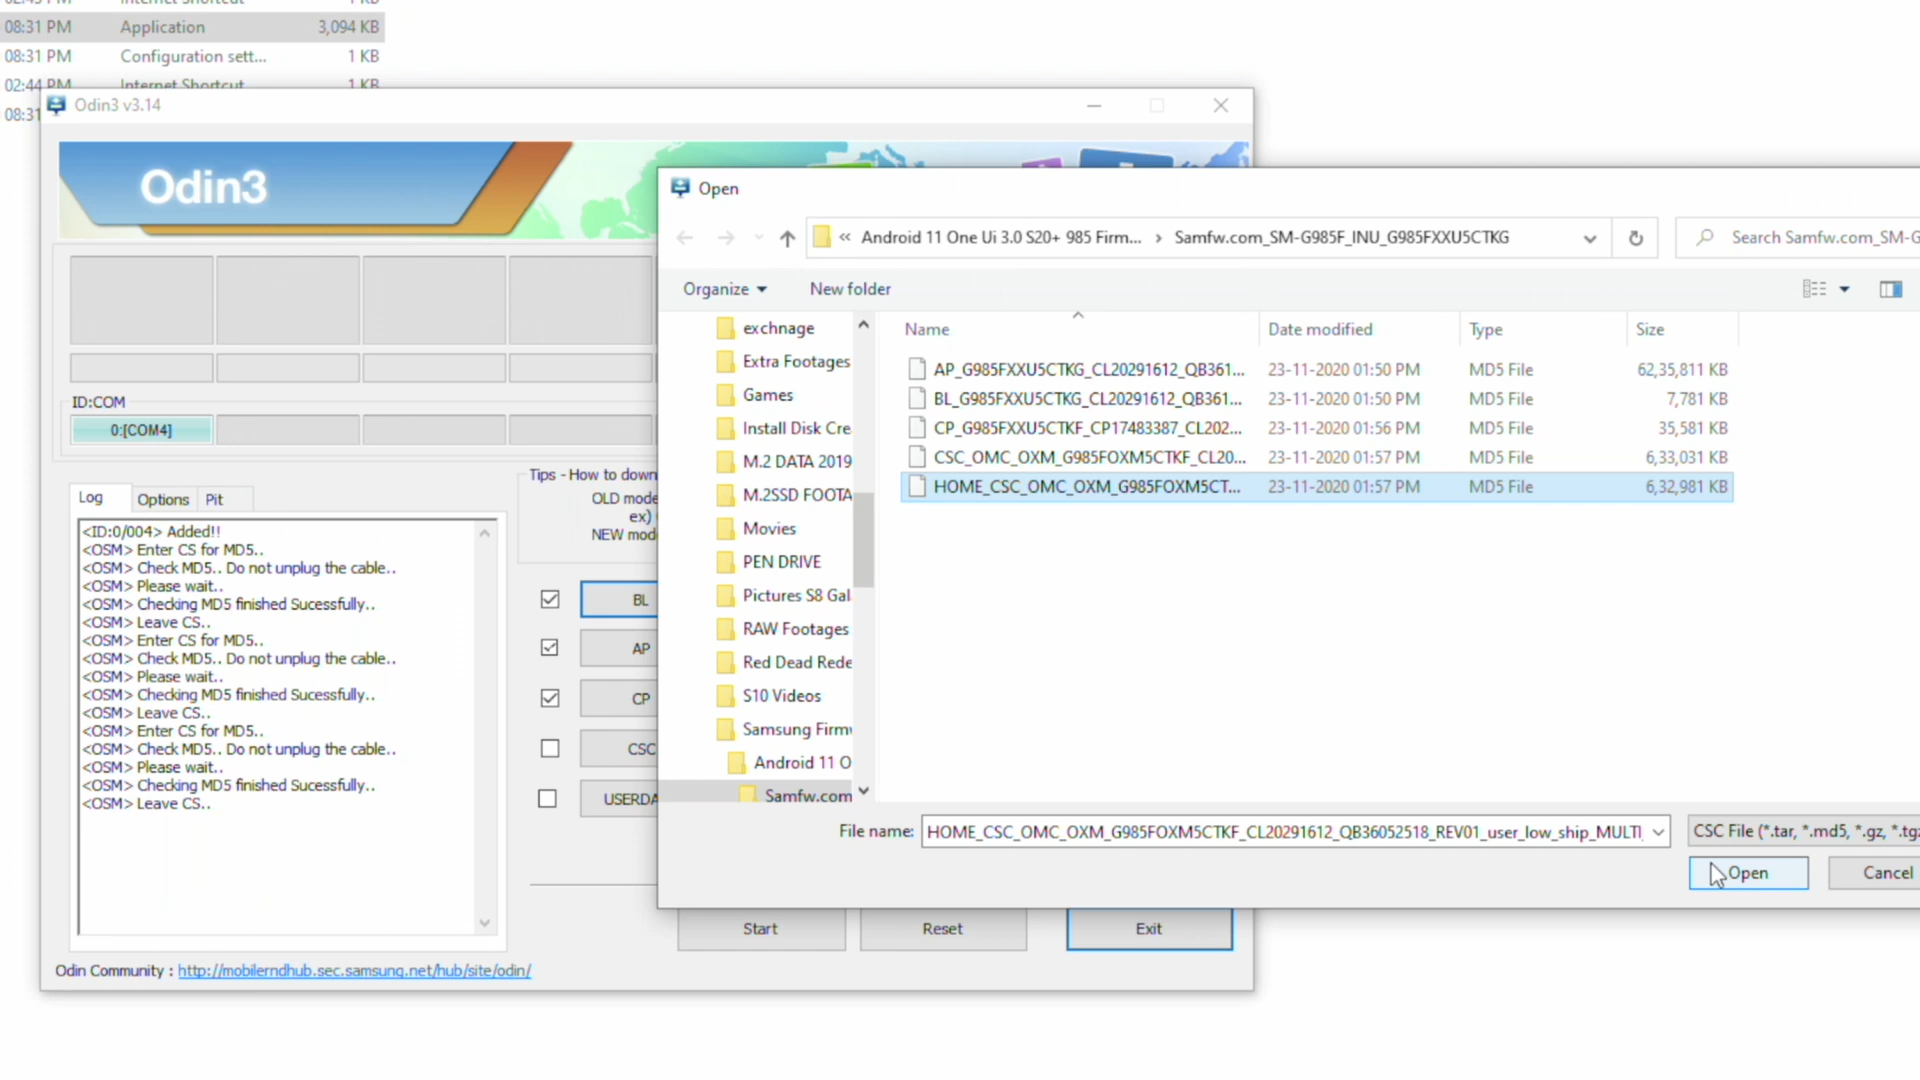 08:31 PM Application 3,094 KB
08:31 PM Configuration sett... 1 KB
02:44 PM Internet Shortcut 1 KB
08:31
Odin3 v3.14
Odin3
Open
« Android 11 One Ui 3.0 S20+ 985 Firm... › Samfw.com_SM-G985F_INU_G985FXXU5CTKG
Search Samfw.com_SM-G
Organize
New folder
exchnage
Extra Footages
Games
Install Disk Cre
M.2 DATA 2019
M.2SSD FOOTA
Movies
PEN DRIVE
Pictures S8 Gal
RAW Footages
Red Dead Rede
S10 Videos
Samsung Firmw
Android 11 O
Samfw.com
Name Date modified Type Size
AP_G985FXXU5CTKG_CL20291612_QB361... 23-11-2020 01:50 PM MD5 File 62,35,811 KB
BL_G985FXXU5CTKG_CL20291612_QB361... 23-11-2020 01:50 PM MD5 File 7,781 KB
CP_G985FXXU5CTKF_CP17483387_CL202... 23-11-2020 01:56 PM MD5 File 35,581 KB
CSC_OMC_OXM_G985FOXM5CTKF_CL20... 23-11-2020 01:57 PM MD5 File 6,33,031 KB
HOME_CSC_OMC_OXM_G985FOXM5CT... 23-11-2020 01:57 PM MD5 File 6,32,981 KB
File name: HOME_CSC_OMC_OXM_G985FOXM5CTKF_CL20291612_QB36052518_REV01_user_low_ship_MULTI_
CSC File (*.tar, *.md5, *.gz, *.tgz
Open
Cancel
ID:COM
0:[COM4]
Log
Options
Pit
<ID:0/004> Added!!
<OSM> Enter CS for MD5..
<OSM> Check MD5.. Do not unplug the cable..
<OSM> Please wait..
<OSM> Checking MD5 finished Sucessfully..
<OSM> Leave CS..
<OSM> Enter CS for MD5..
<OSM> Check MD5.. Do not unplug the cable..
<OSM> Please wait..
<OSM> Checking MD5 finished Sucessfully..
<OSM> Leave CS..
<OSM> Enter CS for MD5..
<OSM> Check MD5.. Do not unplug the cable..
<OSM> Please wait..
<OSM> Checking MD5 finished Sucessfully..
<OSM> Leave CS..
Tips - How to down
OLD mode
ex)
NEW mod
BL
AP
CP
CSC
USERDA
Start
Reset
Exit
Odin Community : http://mobilerndhub.sec.samsung.net/hub/site/odin/